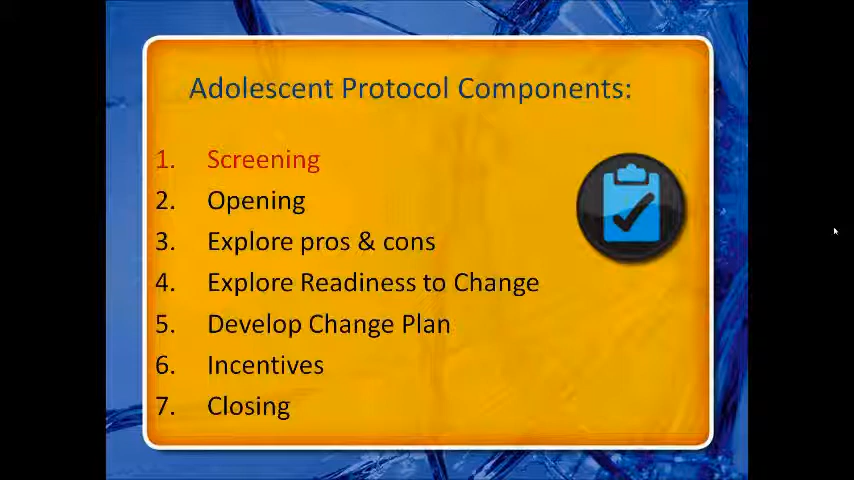 Adolescent Protocol Components:
1. Screening
2. Opening
3. Explore pros & cons
4. Explore Readiness to Change
5. Develop Change Plan
6. Incentives
7. Closing